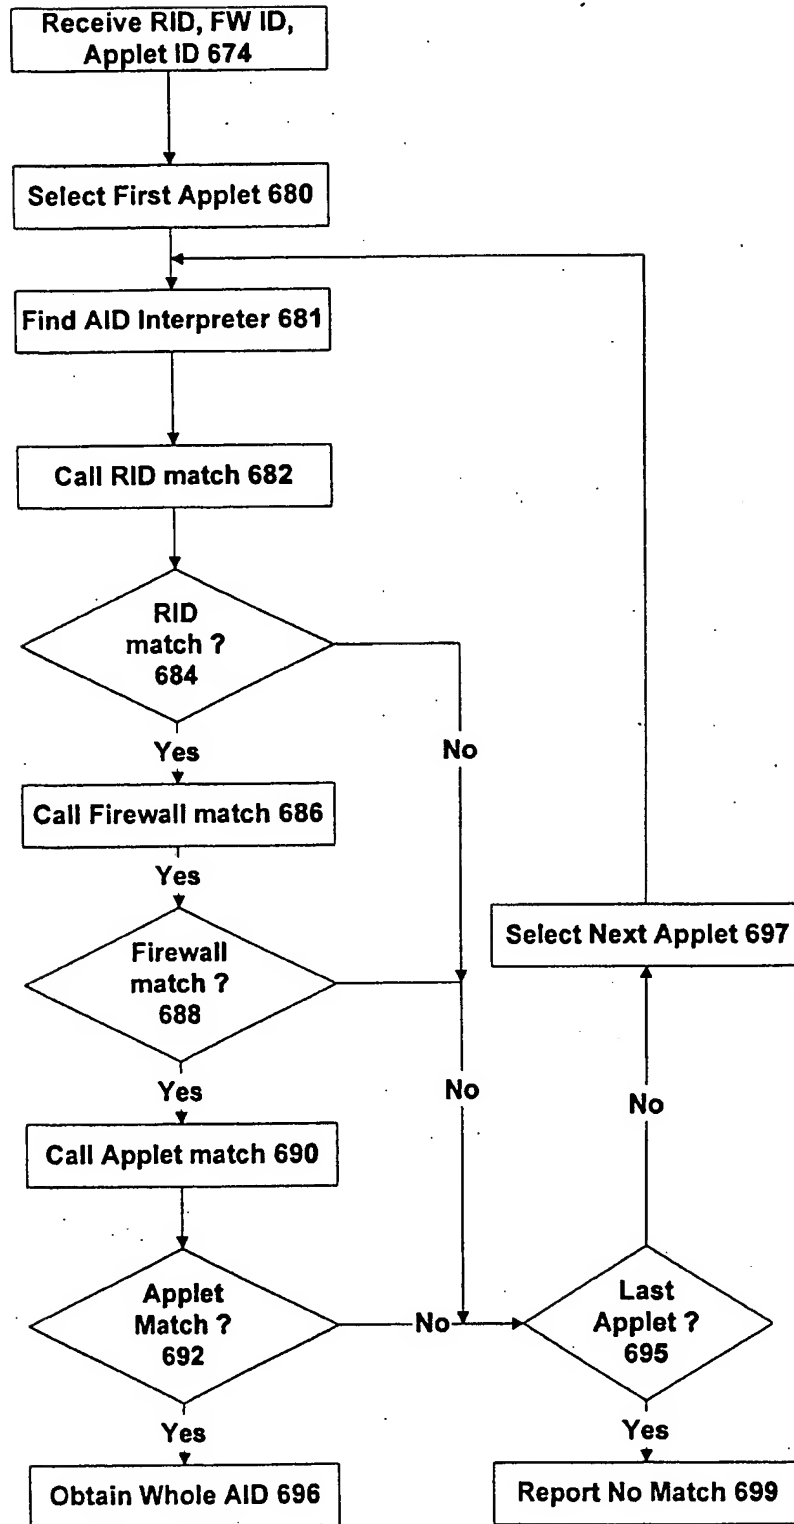 Receive RID, FW ID,
Applet ID 674
Select First Applet 680
Find AID Interpreter 681
Call RID match 682
RID
match ?
684
Yes
No
Call Firewall match 686
Yes
Select Next Applet 697
Firewall
match ?
688
Yes
No
No
Call Applet match 690
Applet
Match ?
692
No
Last
Applet ?
695
Yes
Yes
Obtain Whole AID 696
Report No Match 699